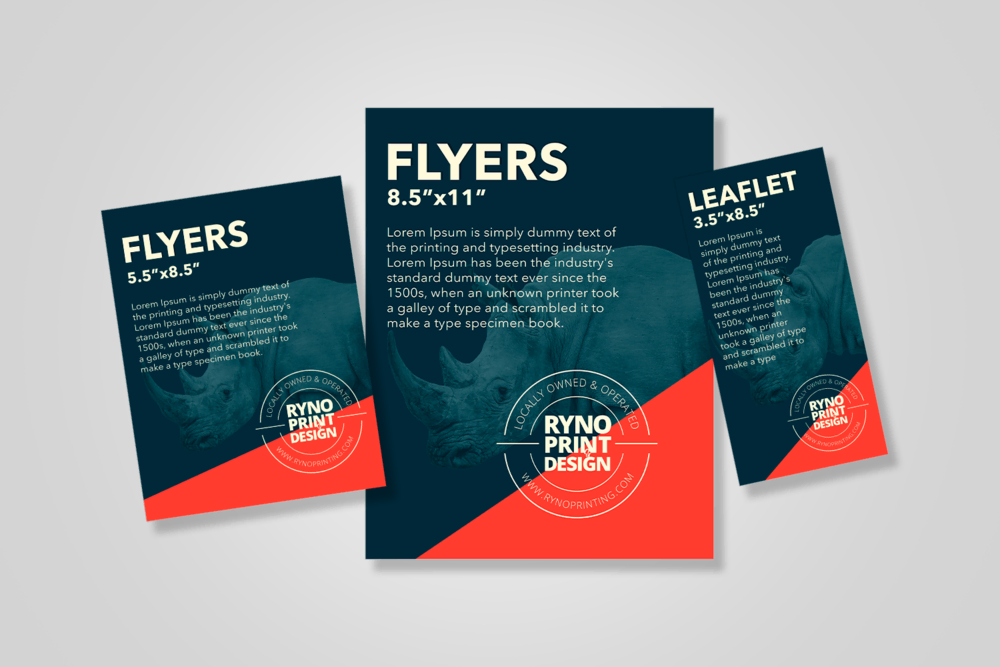 FLYERS
5.5”x8.5”
Lorem Ipsum is simply dummy text of
the printing and typesetting industry.
Lorem Ipsum has been the industry's
standard dummy text ever since the
1500s, when an unknown printer took
a galley of type and scrambled it to
make a type specimen book.
LOCALLY OWNED & OPERATED
RYNO
PRINT
&
DESIGN
WWW.RYNOPRINTING.COM
FLYERS
8.5”x11”
Lorem Ipsum is simply dummy text of
the printing and typesetting industry.
Lorem Ipsum has been the industry's
standard dummy text ever since the
1500s, when an unknown printer took
a galley of type and scrambled it to
make a type specimen book.
LOCALLY OWNED & OPERATED
RYNO
PRINT
&
DESIGN
WWW.RYNOPRINTING.COM
LEAFLET
3.5”x8.5”
Lorem Ipsum is
simply dummy text
of the printing and
typesetting industry.
Lorem Ipsum has
been the industry's
standard dummy
text ever since the
1500s, when an
unknown printer
took a galley of type
and scrambled it to
make a type
LOCALLY OWNED & OPERATED
RYNO
PRINT
&
DESIGN
WWW.RYNOPRINTING.COM